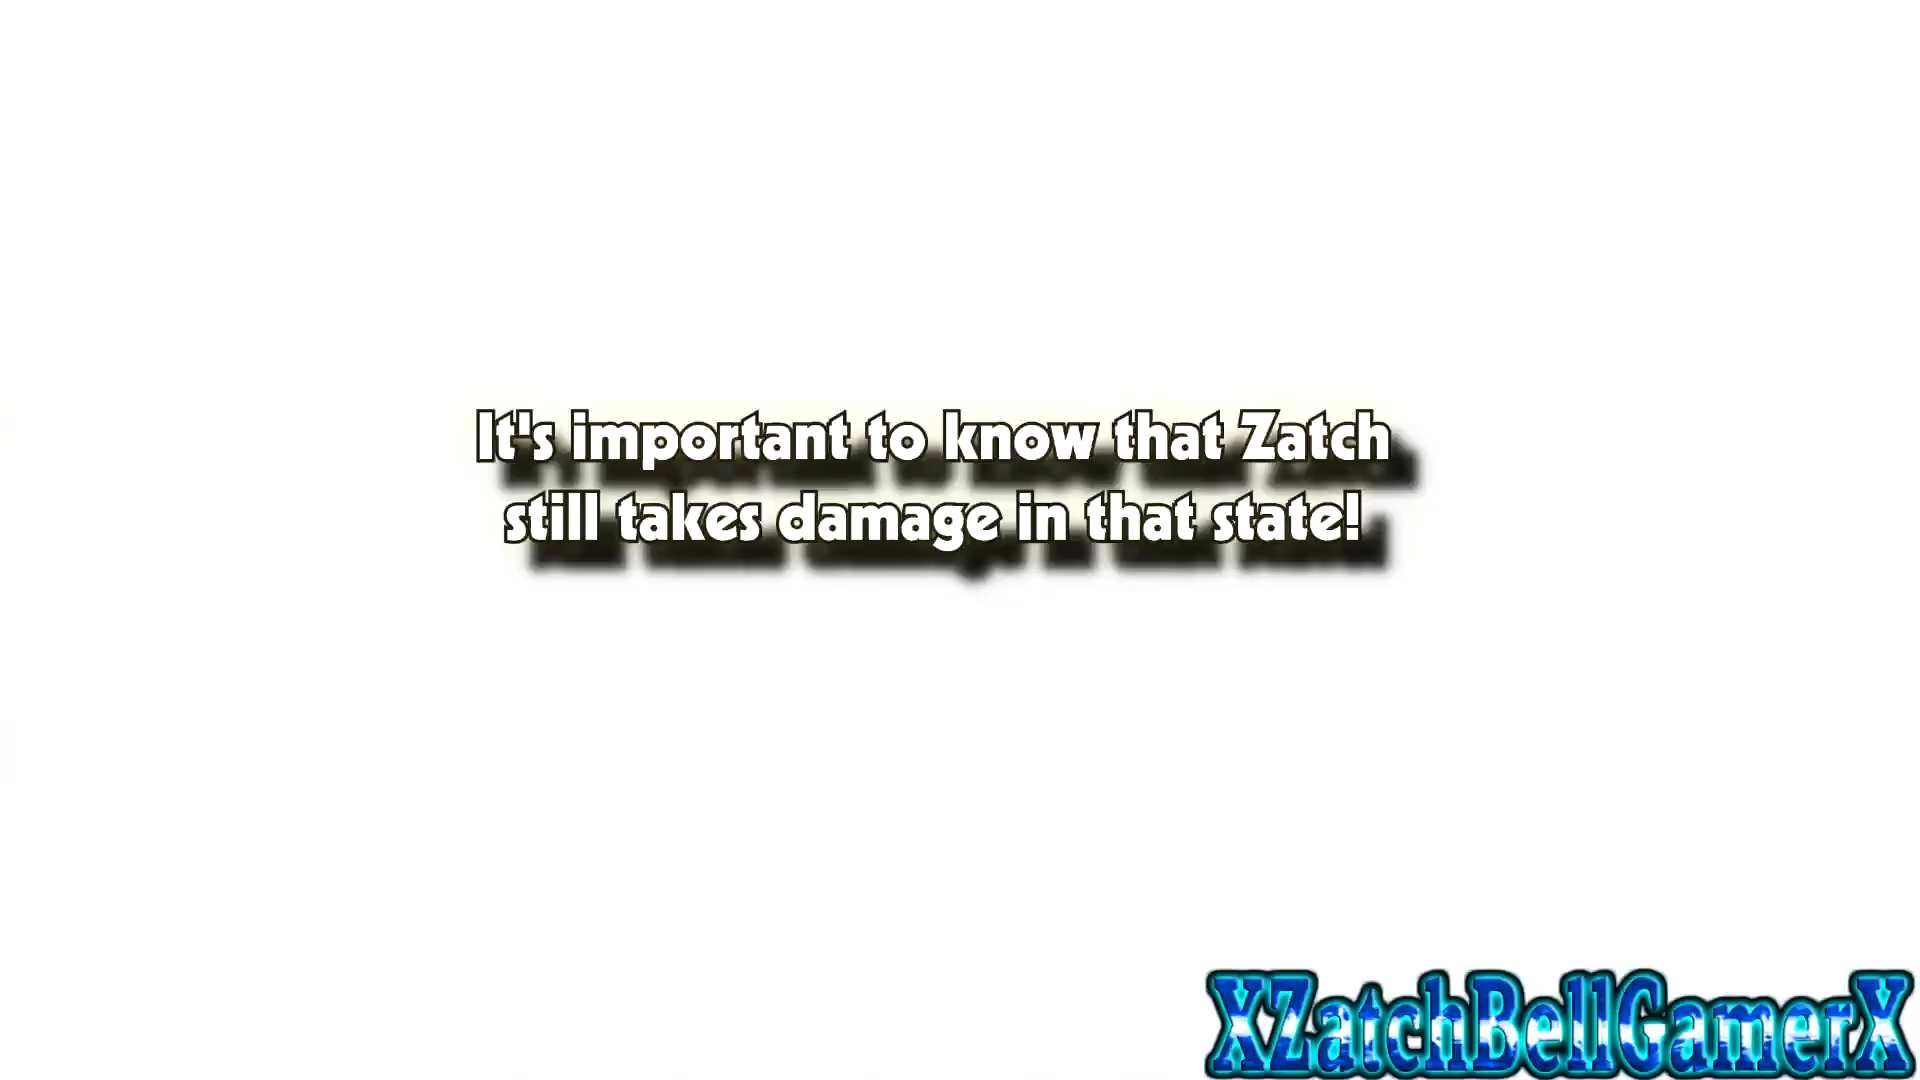 It's important to know that Zatch
still takes damage in that state!
XZatchBellGamerX